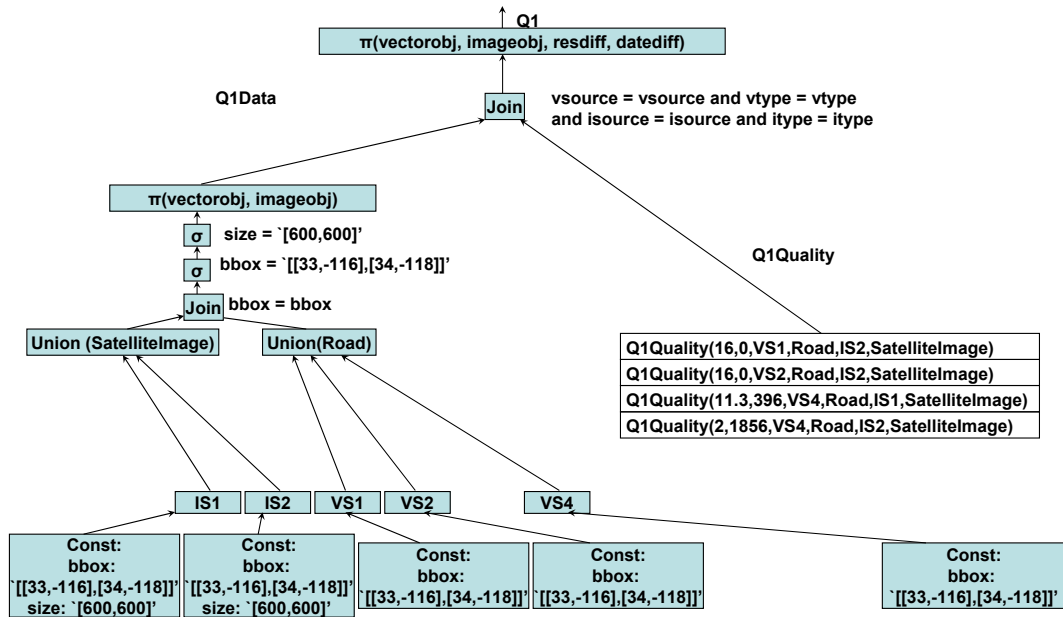 Q1
π(vectorobj, imageobj, resdiff, datediff)
Q1Data
Join
vsource = vsource and vtype = vtype
and isource = isource and itype = itype
π(vectorobj, imageobj)
σ
size = `[600,600]’
σ
bbox = `[[33,-116],[34,-118]]’
Q1Quality
Join
bbox = bbox
Union (SatelliteImage)
Union(Road)
Q1Quality(16,0,VS1,Road,IS2,SatelliteImage)
Q1Quality(16,0,VS2,Road,IS2,SatelliteImage)
Q1Quality(11.3,396,VS4,Road,IS1,SatelliteImage)
Q1Quality(2,1856,VS4,Road,IS2,SatelliteImage)
IS1
IS2
VS1
VS2
VS4
Const:
bbox:
`[[33,-116],[34,-118]]’
size: `[600,600]’
Const:
bbox:
`[[33,-116],[34,-118]]’
size: `[600,600]’
Const:
bbox:
`[[33,-116],[34,-118]]’
Const:
bbox:
`[[33,-116],[34,-118]]’
Const:
bbox:
`[[33,-116],[34,-118]]’